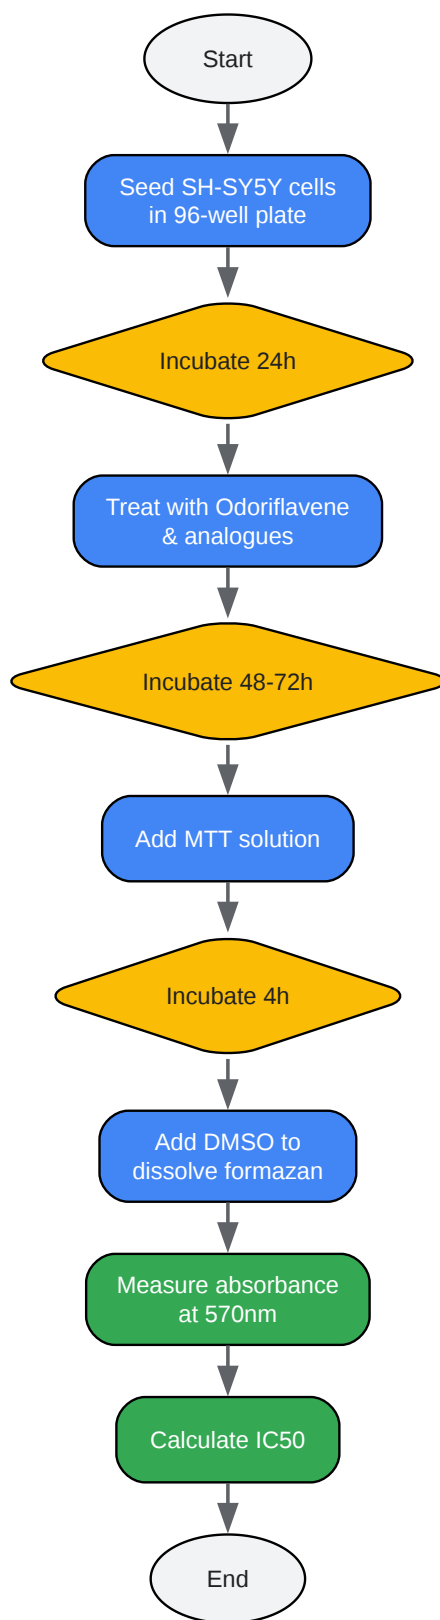 Start
Seed SH-SY5Y cells
in 96-well plate
Incubate 24h
Treat with Odoriflavene
& analogues
Incubate 48-72h
Add MTT solution
Incubate 4h
Add DMSO to
dissolve formazan
Measure absorbance
at 570nm
Calculate IC50
End